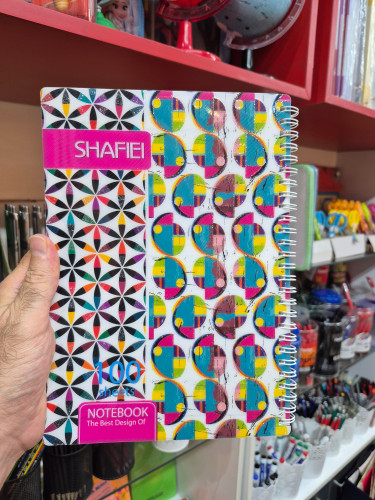 SHAFIEI
100
NOTEBOOK
The Best Design Of